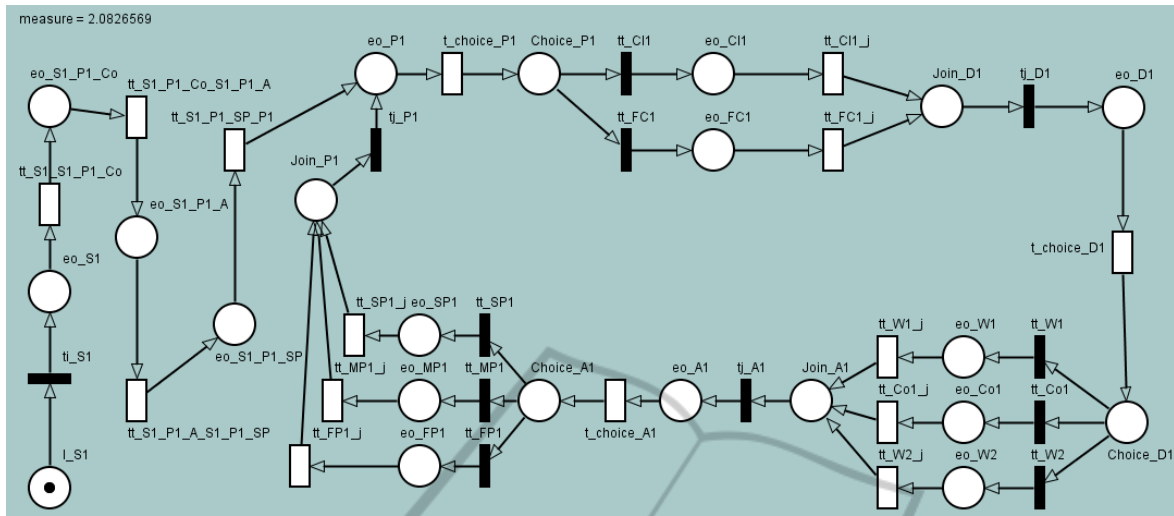 measure = 2.0826569
eo_P1
t_choice_P1
Choice_P1
tt_CI1
eo_CI1
tt_CI1_j
eo_S1_P1_Co
tt_S1_P1_Co_S1_P1_A
Join_D1
tj_D1
eo_D1
tt_S1_P1_SP_P1
tj_P1
tt_FC1
eo_FC1
tt_FC1_j
Join_P1
tt_S1_S1_P1_Co
eo_S1_P1_A
t_choice_D1
eo_S1
tt_SP1_j
eo_SP1
tt_SP1
tt_W1_j
eo_W1
tt_W1
ti_S1
eo_S1_P1_SP
tt_MP1_j
eo_MP1
tt_MP1
Choice_A1
eo_A1
tj_A1
Join_A1
tt_Co1_j
eo_Co1
tt_Co1
tt_S1_P1_A_S1_P1_SP
tt_FP1_j
eo_FP1
tt_FP1
t_choice_A1
tt_W2_j
eo_W2
tt_W2
Choice_D1
I_S1